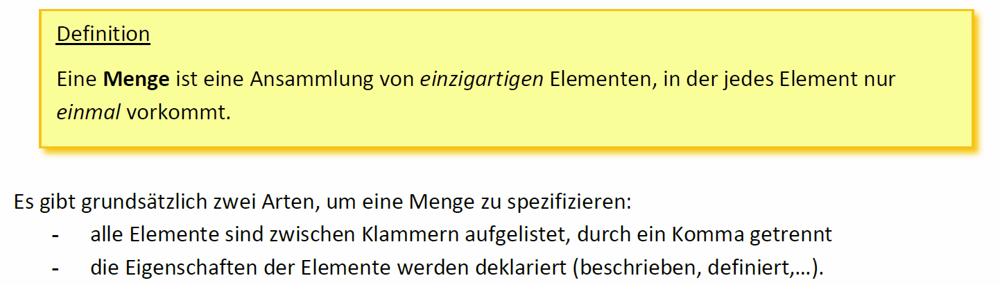 Definition
Eine Menge ist eine Ansammlung von einzigartigen Elementen, in der jedes Element nur
einmal vorkommt.
Es gibt grundsätzlich zwei Arten, um eine Menge zu spezifizieren:
- alle Elemente sind zwischen Klammern aufgelistet, durch ein Komma getrennt
- die Eigenschaften der Elemente werden deklariert (beschrieben, definiert,…).